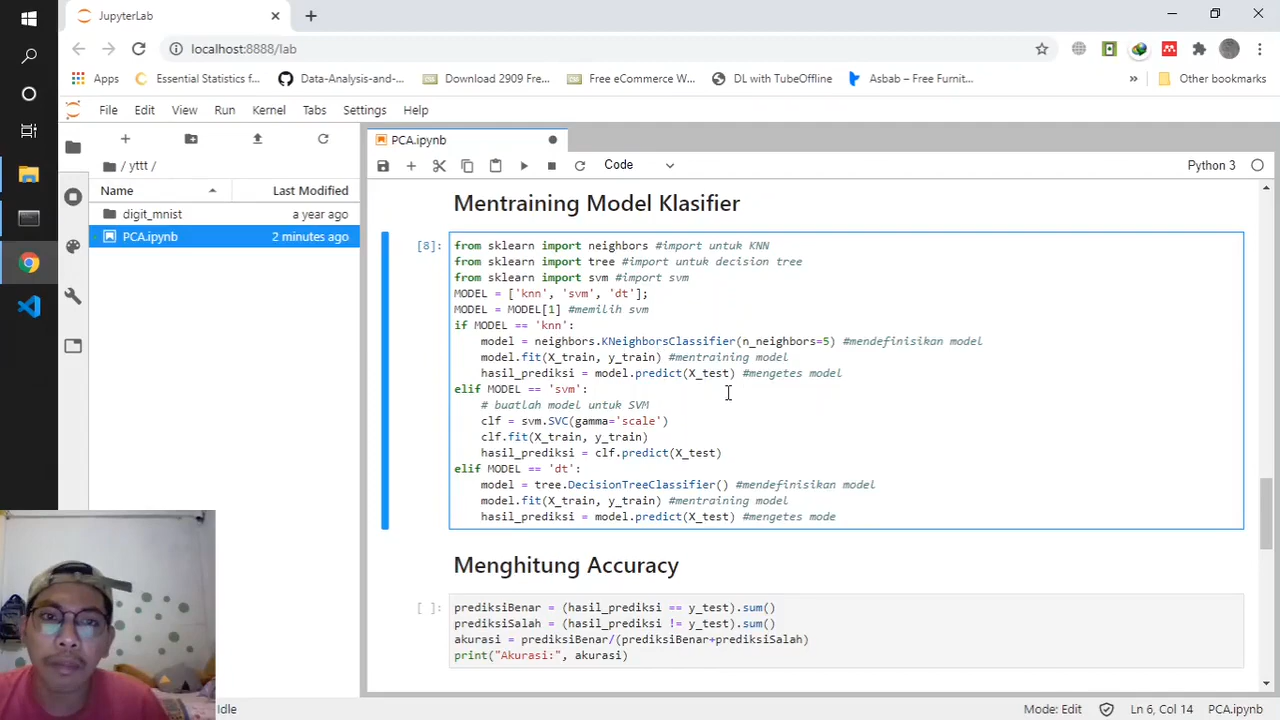 JupyterLab
localhost:8888/lab
Apps
Essential Statistics f...
Data-Analysis-and-...
Download 2909 Fre...
Free eCommerce W...
DL with TubeOffline
Asbab – Free Furnit...
»
Other bookmarks
File
Edit
View
Run
Kernel
Tabs
Settings
Help
/ yttt /
Name
Last Modified
digit_mnist
a year ago
PCA.ipynb
2 minutes ago
PCA.ipynb
Code
Python 3
Mentraining Model Klasifier
[8]:
from sklearn import neighbors #import untuk KNN
from sklearn import tree #import untuk decision tree
from sklearn import svm #import svm
MODEL = ['knn', 'svm', 'dt'];
MODEL = MODEL[1] #memilih svm
if MODEL == 'knn':
    model = neighbors.KNeighborsClassifier(n_neighbors=5) #mendefinisikan model
    model.fit(X_train, y_train) #mentraining model
    hasil_prediksi = model.predict(X_test) #mengetes model
elif MODEL == 'svm':
    # buatlah model untuk SVM
    clf = svm.SVC(gamma='scale')
    clf.fit(X_train, y_train)
    hasil_prediksi = clf.predict(X_test)
elif MODEL == 'dt':
    model = tree.DecisionTreeClassifier() #mendefinisikan model
    model.fit(X_train, y_train) #mentraining model
    hasil_prediksi = model.predict(X_test) #mengetes mode
Menghitung Accuracy
[ ]:
prediksiBenar = (hasil_prediksi == y_test).sum()
prediksiSalah = (hasil_prediksi != y_test).sum()
akurasi = prediksiBenar/(prediksiBenar+prediksiSalah)
print("Akurasi:", akurasi)
Idle
Mode: Edit
Ln 6, Col 14
PCA.ipynb